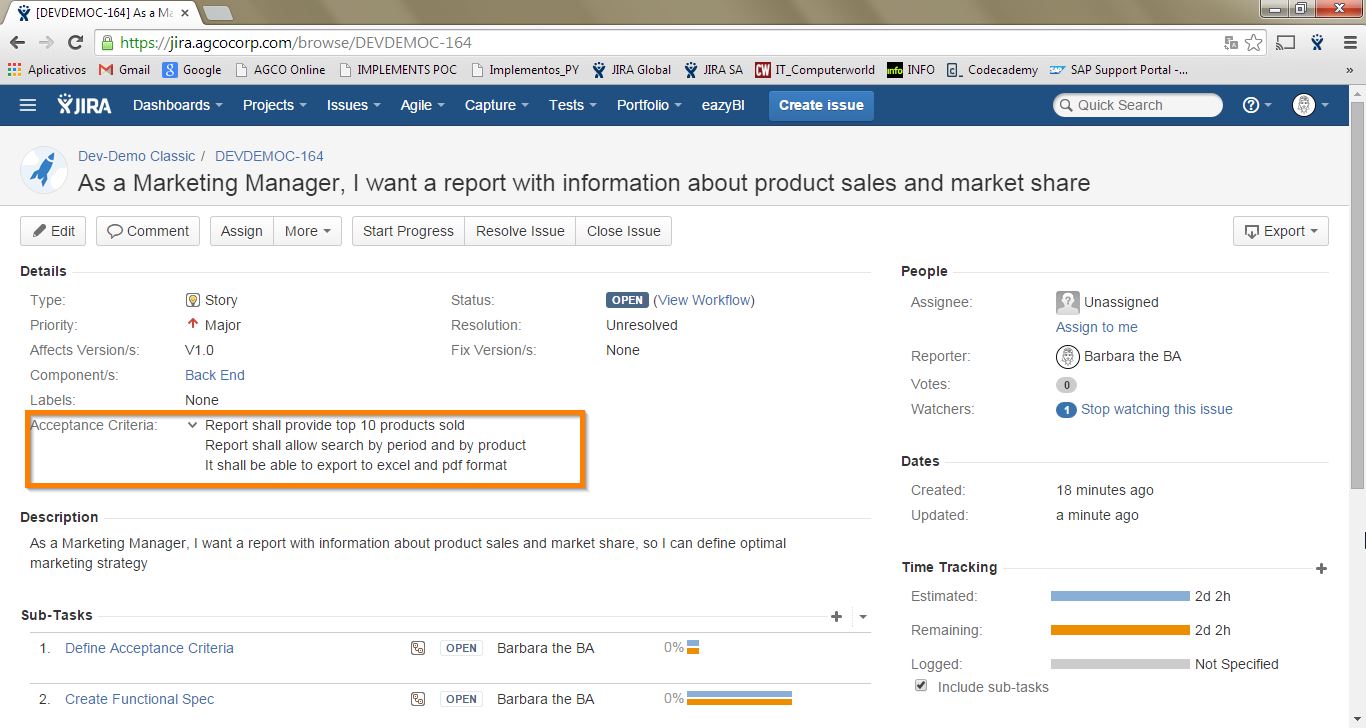 [DEVDEMOC-164] As a Ma
https://jira.agcocorp.com/browse/DEVDEMOC-164
Aplicativos Gmail Google AGCO Online IMPLEMENTS POC Implementos_PY JIRA Global JIRA SA IT_Computerworld INFO Codecademy SAP Support Portal -... »
JIRA Dashboards Projects Issues Agile Capture Tests Portfolio eazyBI Create issue Quick Search
Dev-Demo Classic / DEVDEMOC-164
As a Marketing Manager, I want a report with information about product sales and market share
Edit Comment Assign More Start Progress Resolve Issue Close Issue Export
Details
Type: Story Status: OPEN (View Workflow)
Priority: Major Resolution: Unresolved
Affects Version/s: V1.0 Fix Version/s: None
Component/s: Back End
Labels: None
Acceptance Criteria: Report shall provide top 10 products sold
Report shall allow search by period and by product
It shall be able to export to excel and pdf format
Description
As a Marketing Manager, I want a report with information about product sales and market share, so I can define optimal
marketing strategy
Sub-Tasks
1. Define Acceptance Criteria OPEN Barbara the BA 0%
2. Create Functional Spec OPEN Barbara the BA 0%
People
Assignee: Unassigned
Assign to me
Reporter: Barbara the BA
Votes: 0
Watchers: 1 Stop watching this issue
Dates
Created: 18 minutes ago
Updated: a minute ago
Time Tracking
Estimated: 2d 2h
Remaining: 2d 2h
Logged: Not Specified
Include sub-tasks